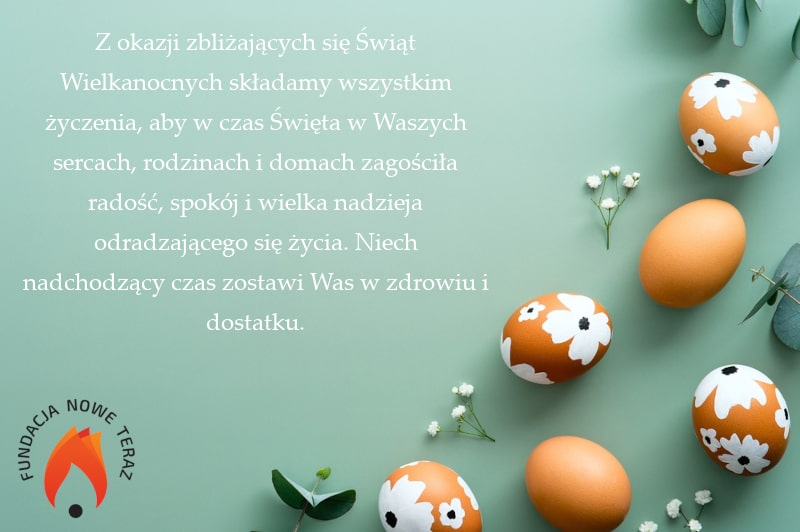 Z okazji zbliżających się Świąt
Wielkanocnych składamy wszystkim
życzenia, aby w czas Święta w Waszych
sercach, rodzinach i domach zagościła
radość, spokój i wielka nadzieja
odradzającego się życia. Niech
nadchodzący czas zostawi Was w zdrowiu i
dostatku.
FUNDACJA NOWE TERAZ